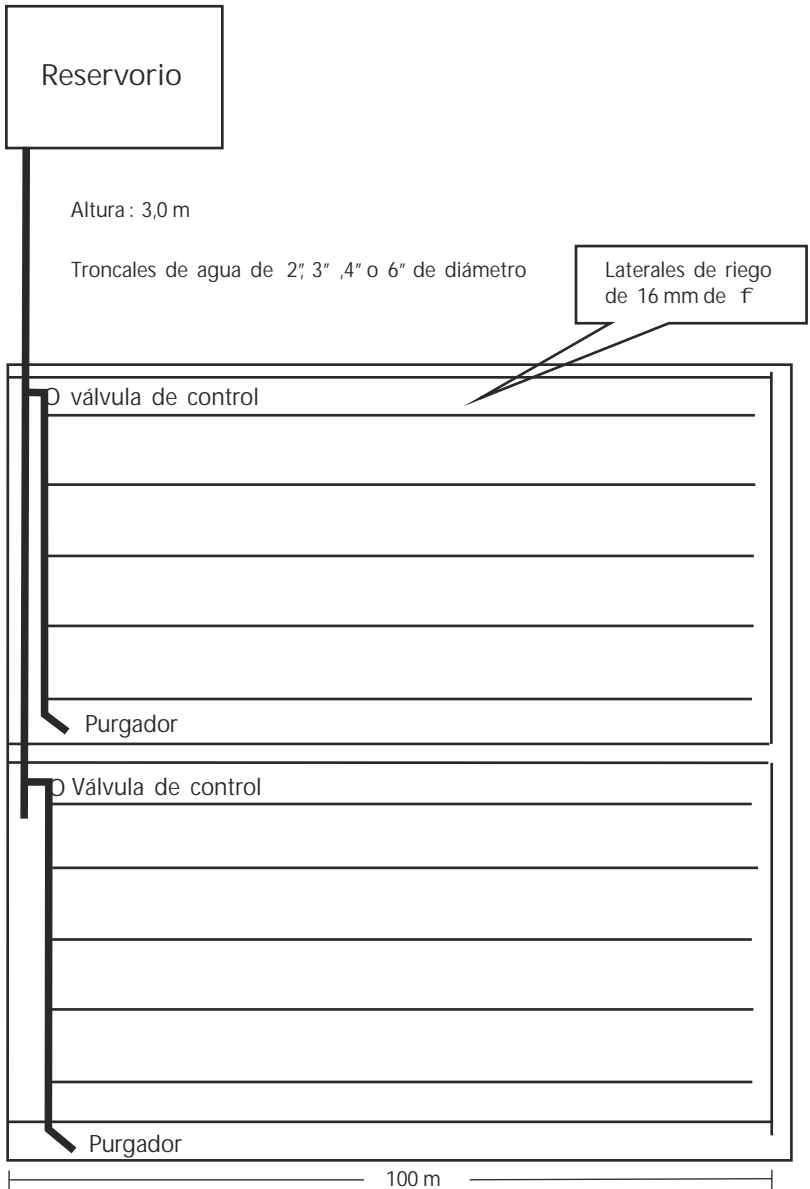 Reservorio
Altura : 3,0 m
Troncales de agua de 2", 3" ,4" o 6" de diámetro
Laterales de riego
de 16 mm de f
O válvula de control
Purgador
O Válvula de control
Purgador
100 m